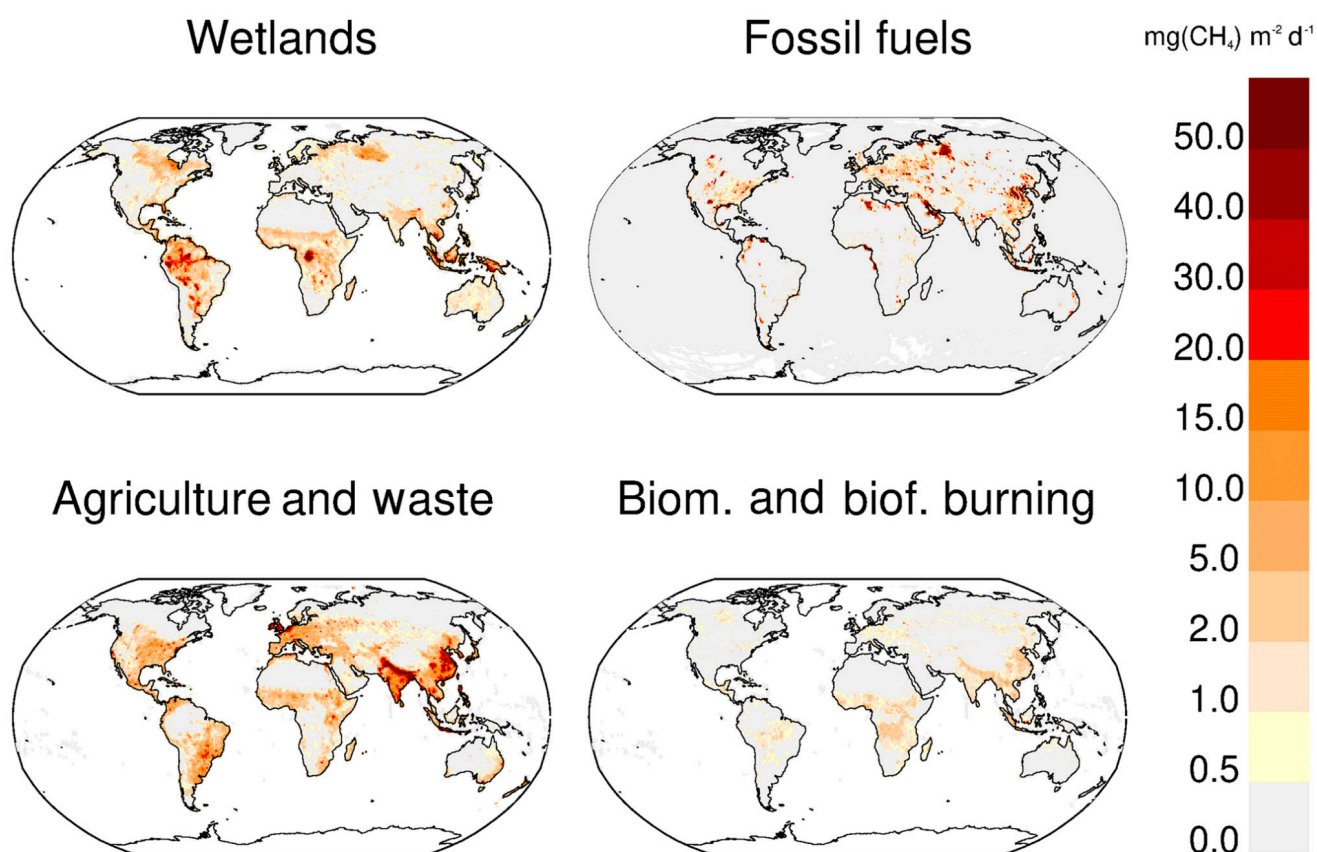 Wetlands
Fossil fuels
mg(CH₄) m⁻² d⁻¹
50.0
40.0
30.0
20.0
15.0
10.0
5.0
2.0
1.0
0.5
0.0
Agriculture and waste
Biom. and biof. burning